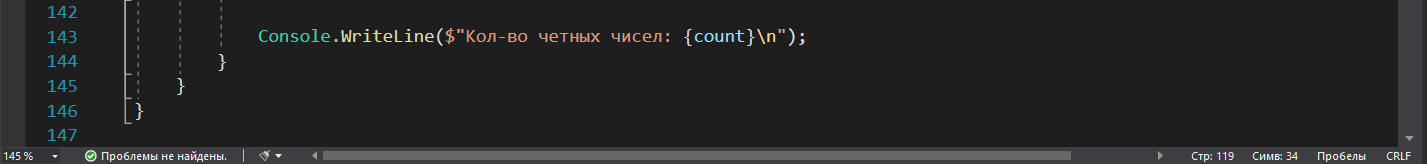 142
143 Console.WriteLine($"Кол-во четных чисел: {count}\n");
144 }
145 }
146 }
147
145 % Проблемы не найдены. Стр: 119 Симв: 34 Пробелы CRLF